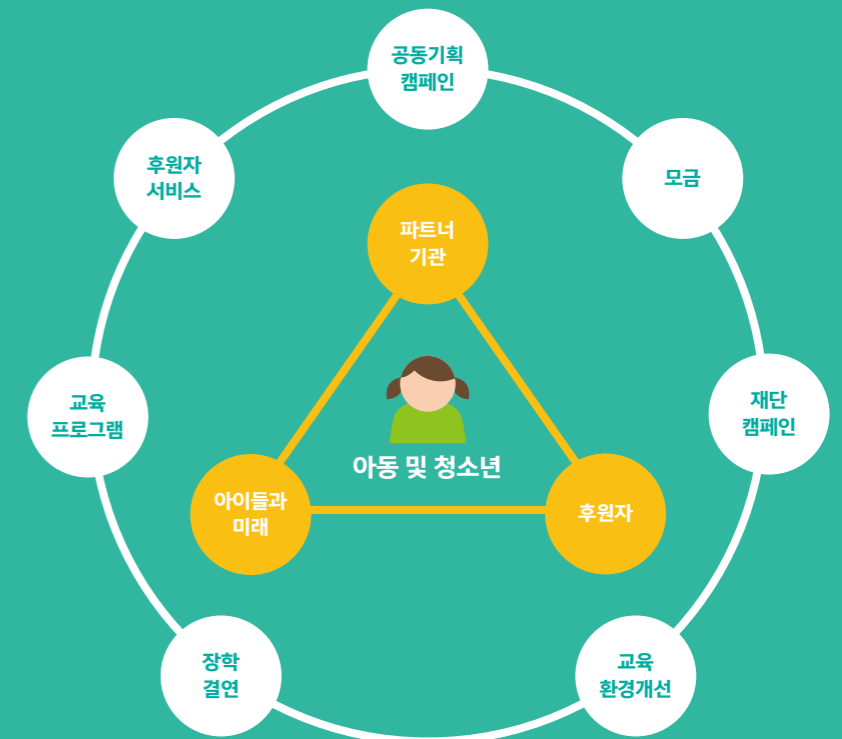 공동기획
캠페인
후원자
서비스
모금
파트너
기관
교육
프로그램
재단
캠페인
아동 및 청소년
아이들과
미래
후원자
장학
결연
교육
환경개선